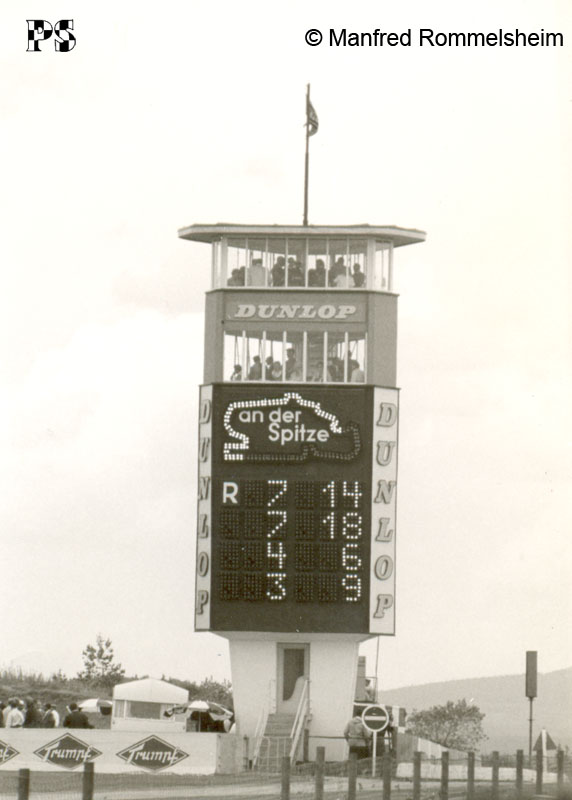 PS
© Manfred Rommelsheim
DUNLOP
an der
Spitze
R 7 14
7 18
4 6
3 9
DUNLOP
DUNLOP
Trumpf
Trumpf